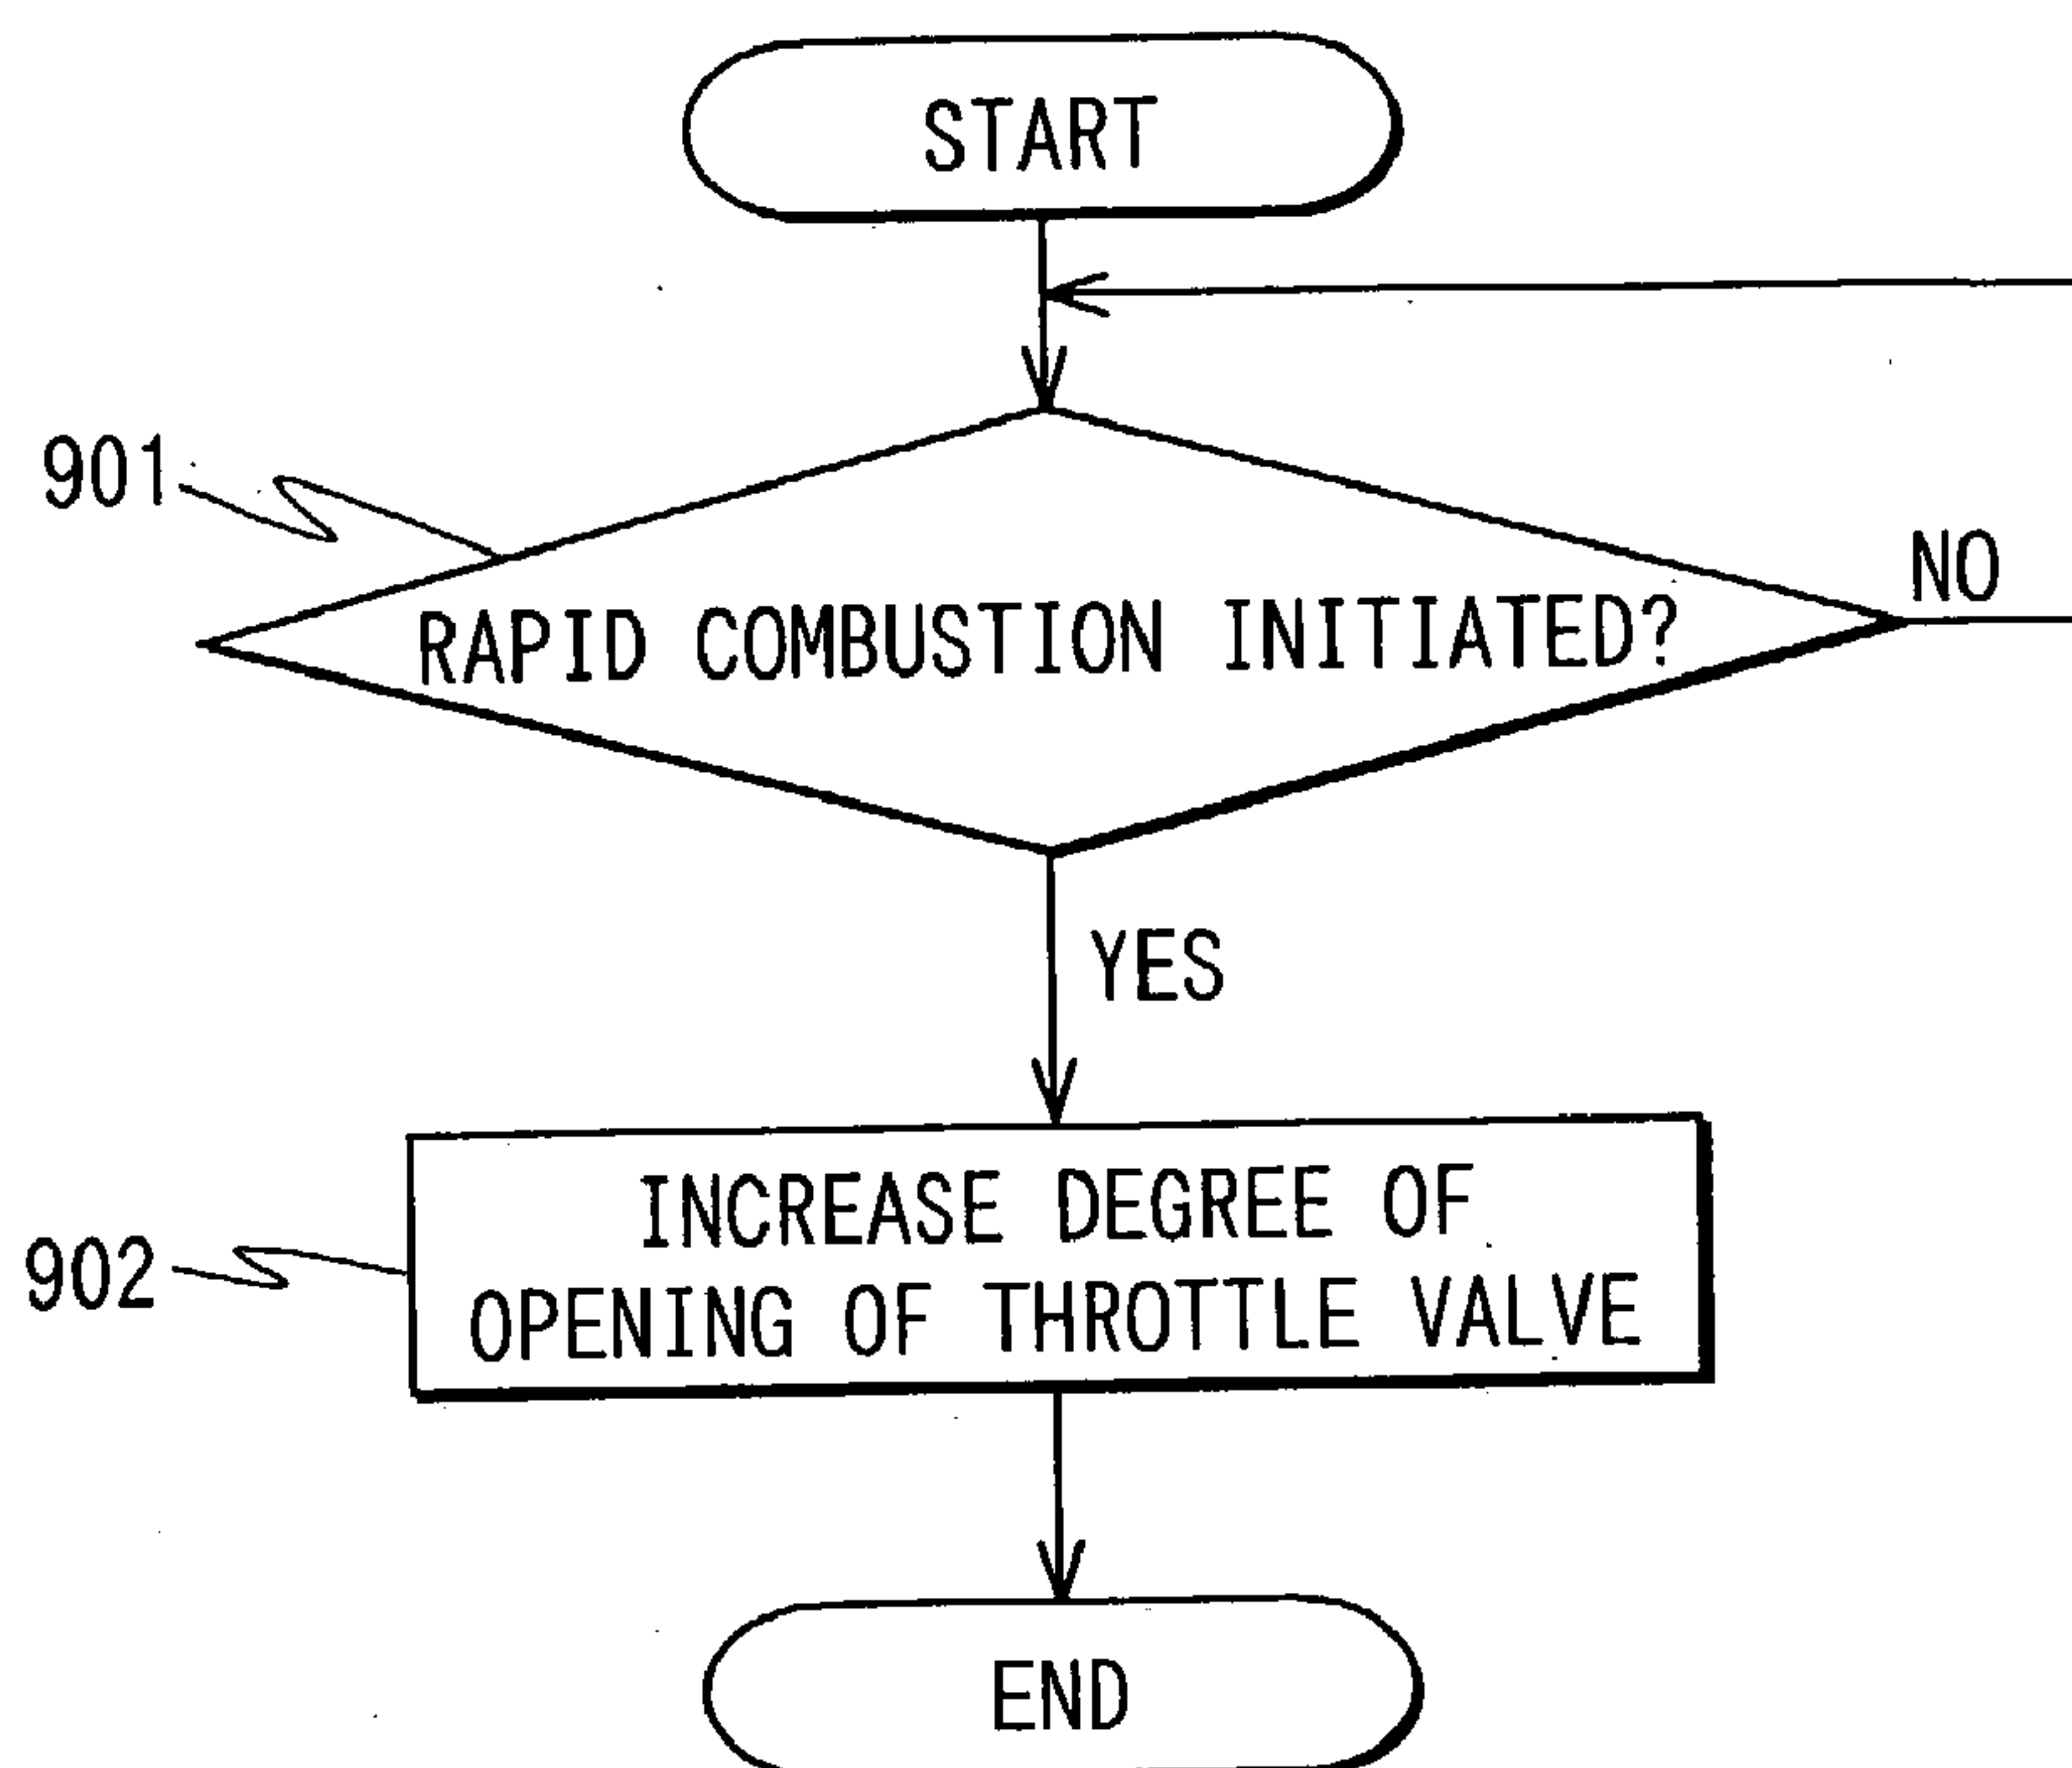 START
901
NO
RAPID COMBUSTION INITIATED?
YES
INCREASE DEGREE OF
902
OPENING OF THROTTLE VALVE
END